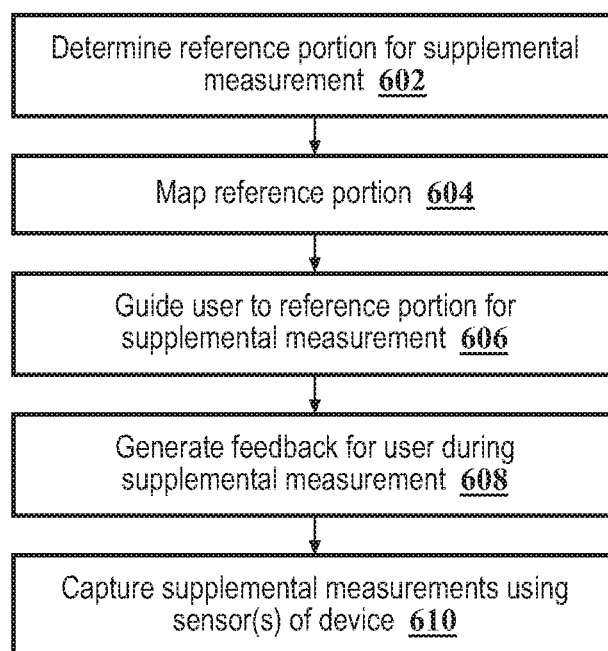 Determine reference portion for supplemental
measurement 602
Map reference portion 604
Guide user to reference portion for
supplemental measurement 606
Generate feedback for user during
supplemental measurement 608
Capture supplemental measurements using
sensor(s) of device 610